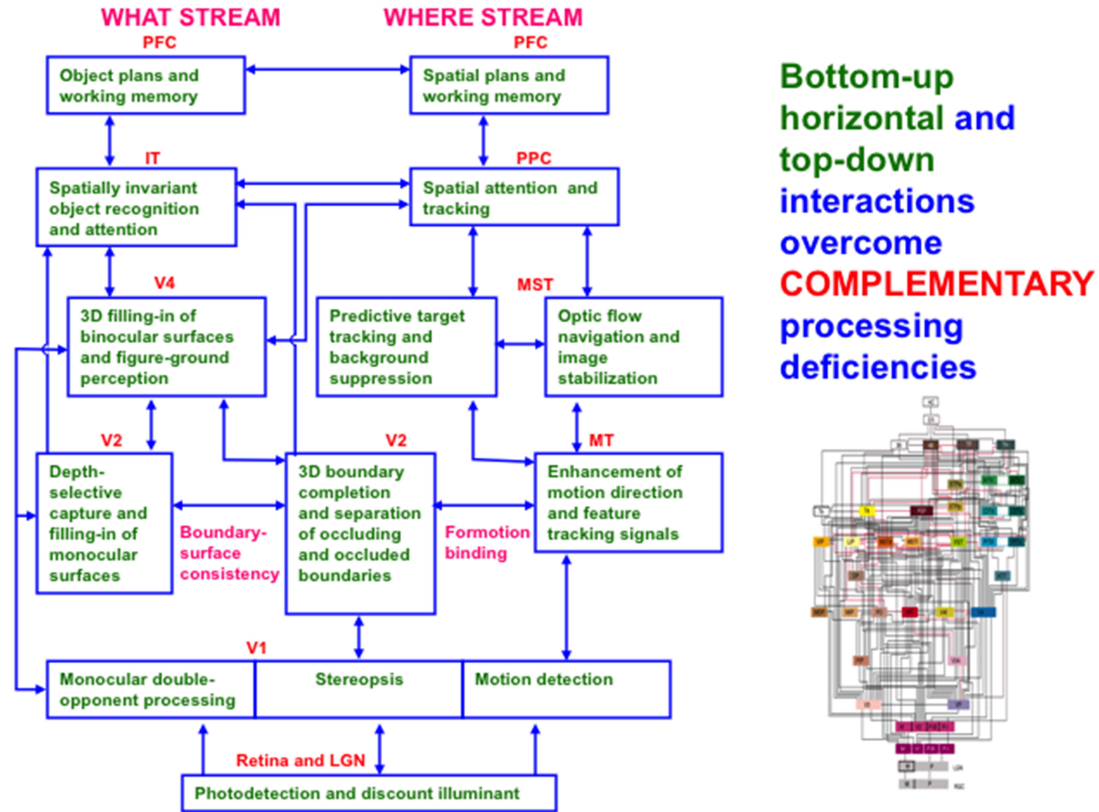 WHAT STREAM
WHERE STREAM
PFC
PFC
Object plans and
working memory
Spatial plans and
working memory
IT
PPC
Spatially invariant
object recognition
and attention
Spatial attention and
tracking
V4
MST
3D filling-in of
binocular surfaces
and figure-ground
perception
Predictive target
tracking and
background
suppression
Optic flow
navigation and
image
stabilization
V2
V2
MT
Depth-
selective
capture and
filling-in of
monocular
surfaces
Boundary-
surface
consistency
3D boundary
completion
and separation
of occluding
and occluded
boundaries
Formotion
binding
Enhancement of
motion direction
and feature
tracking signals
V1
Monocular double-
opponent processing
Stereopsis
Motion detection
Retina and LGN
Photodetection and discount illuminant
Bottom-up
horizontal and
top-down
interactions
overcome
COMPLEMENTARY
processing
deficiencies